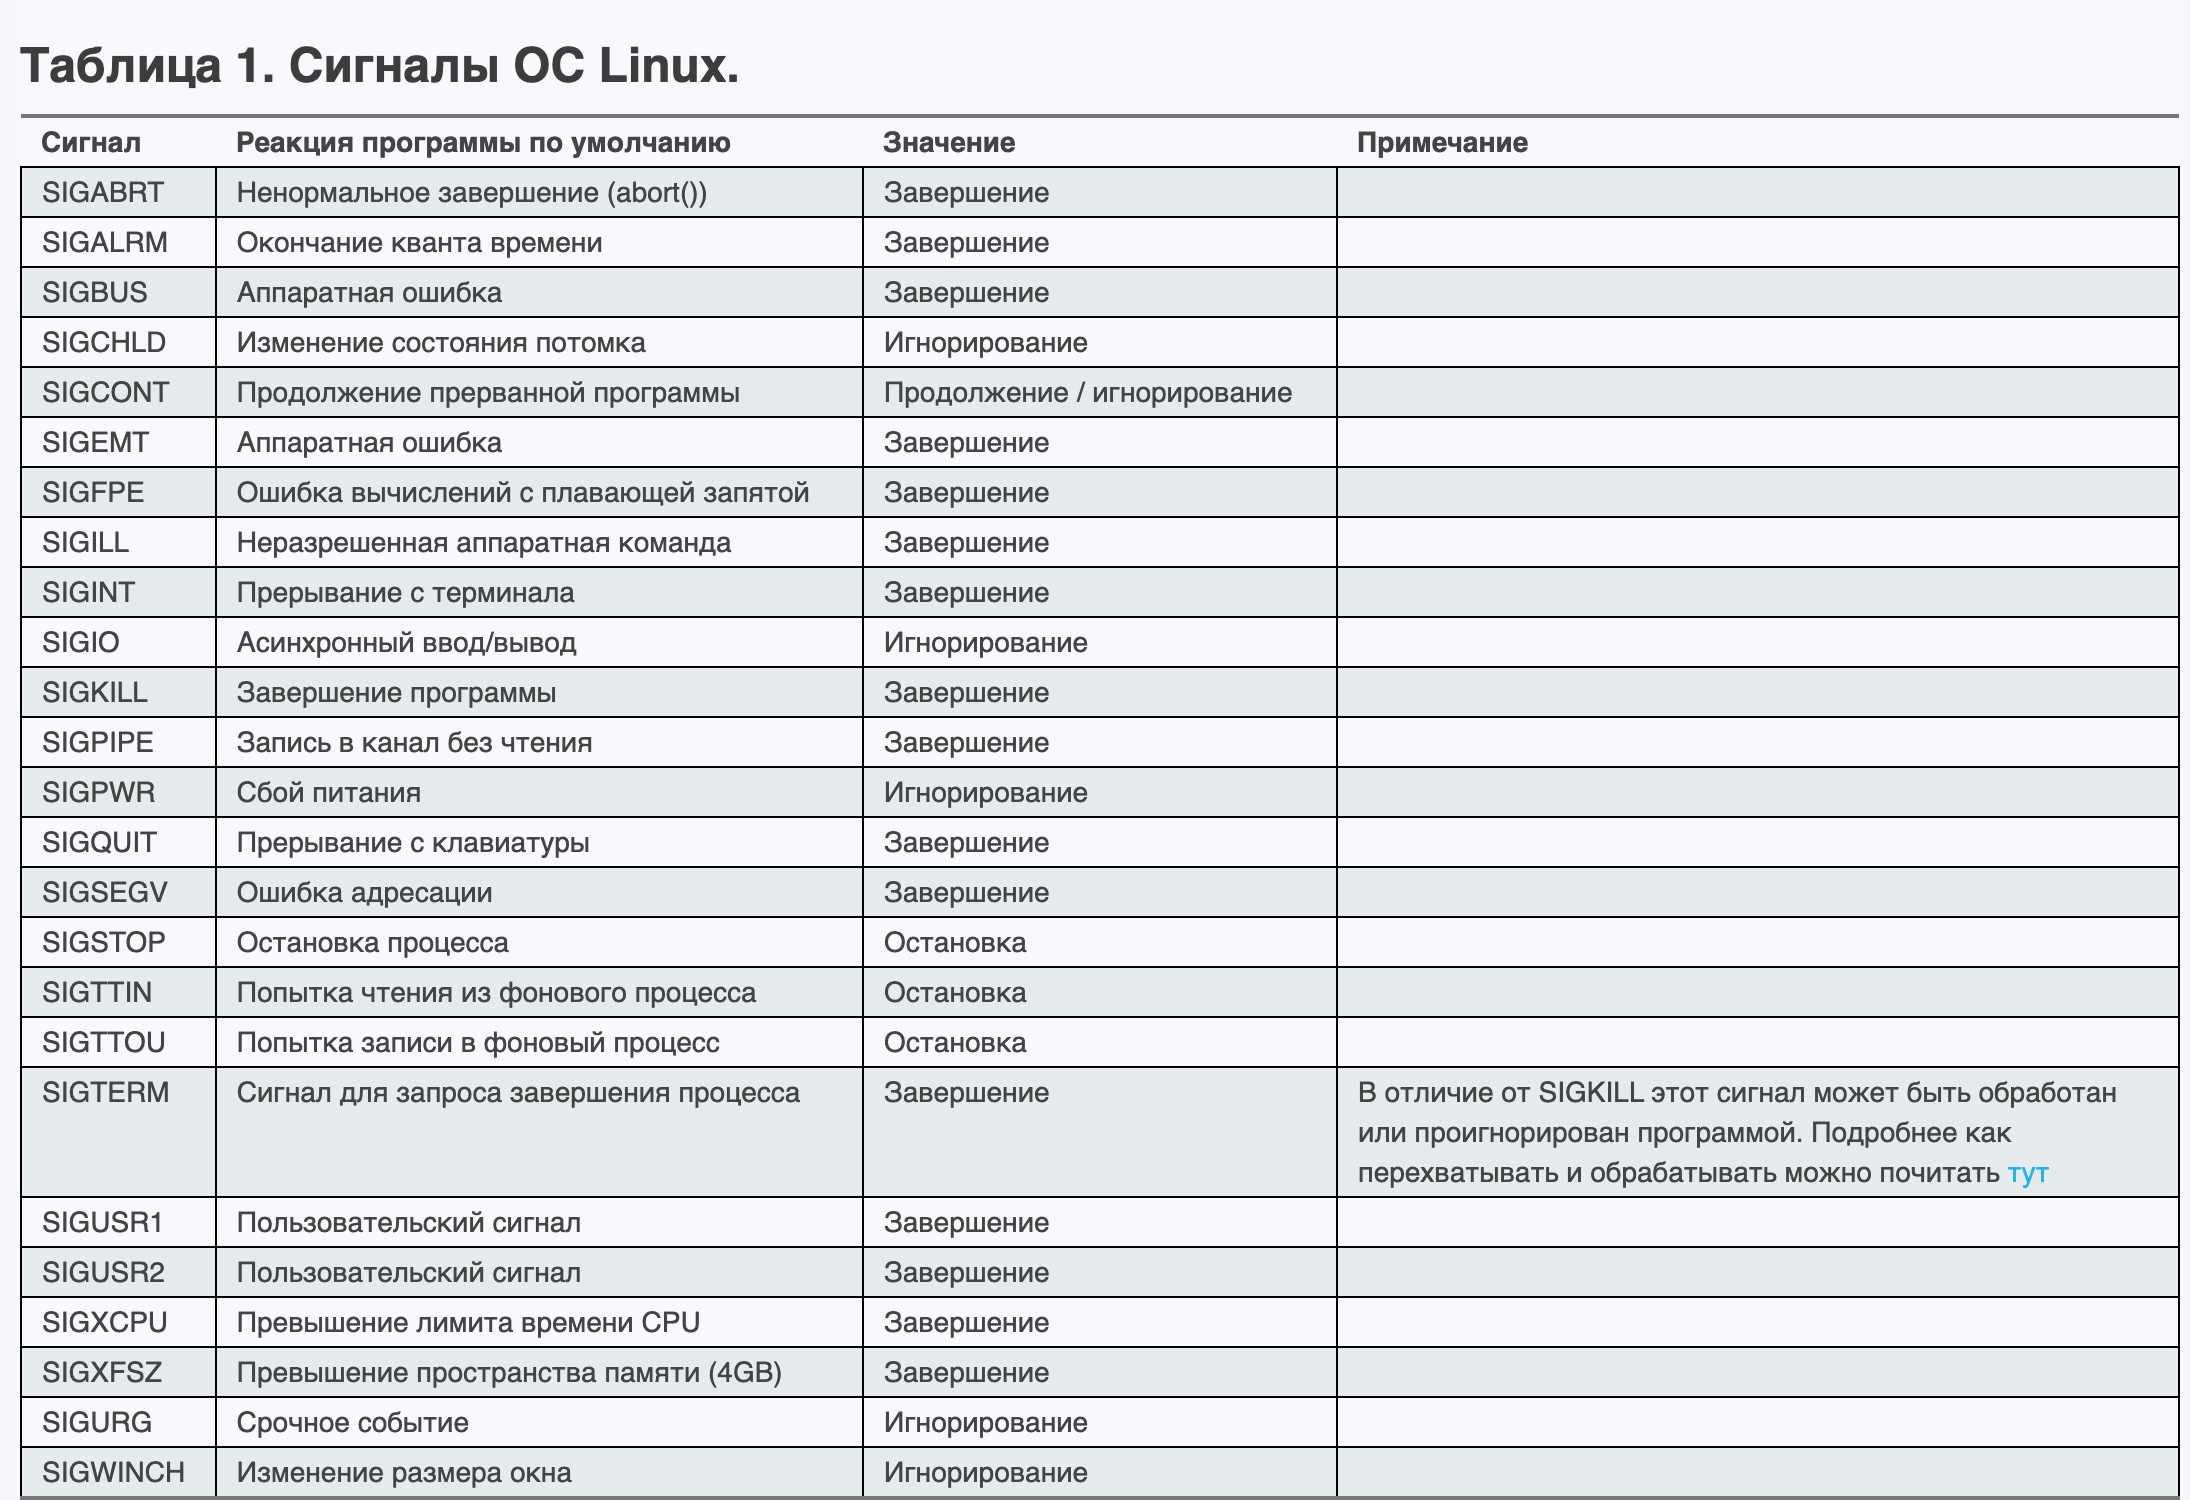 Таблица 1. Сигналы ОС Linux.
Сигнал Реакция программы по умолчанию Значение Примечание
SIGABRT Ненормальное завершение (abort()) Завершение
SIGALRM Окончание кванта времени Завершение
SIGBUS Аппаратная ошибка Завершение
SIGCHLD Изменение состояния потомка Игнорирование
SIGCONT Продолжение прерванной программы Продолжение / игнорирование
SIGEMT Аппаратная ошибка Завершение
SIGFPE Ошибка вычислений с плавающей запятой Завершение
SIGILL Неразрешенная аппаратная команда Завершение
SIGINT Прерывание с терминала Завершение
SIGIO Асинхронный ввод/вывод Игнорирование
SIGKILL Завершение программы Завершение
SIGPIPE Запись в канал без чтения Завершение
SIGPWR Сбой питания Игнорирование
SIGQUIT Прерывание с клавиатуры Завершение
SIGSEGV Ошибка адресации Завершение
SIGSTOP Остановка процесса Остановка
SIGTTIN Попытка чтения из фонового процесса Остановка
SIGTTOU Попытка записи в фоновый процесс Остановка
SIGTERM Сигнал для запроса завершения процесса Завершение В отличие от SIGKILL этот сигнал может быть обработан
или проигнорирован программой. Подробнее как
перехватывать и обрабатывать можно почитать тут
SIGUSR1 Пользовательский сигнал Завершение
SIGUSR2 Пользовательский сигнал Завершение
SIGXCPU Превышение лимита времени CPU Завершение
SIGXFSZ Превышение пространства памяти (4GB) Завершение
SIGURG Срочное событие Игнорирование
SIGWINCH Изменение размера окна Игнорирование